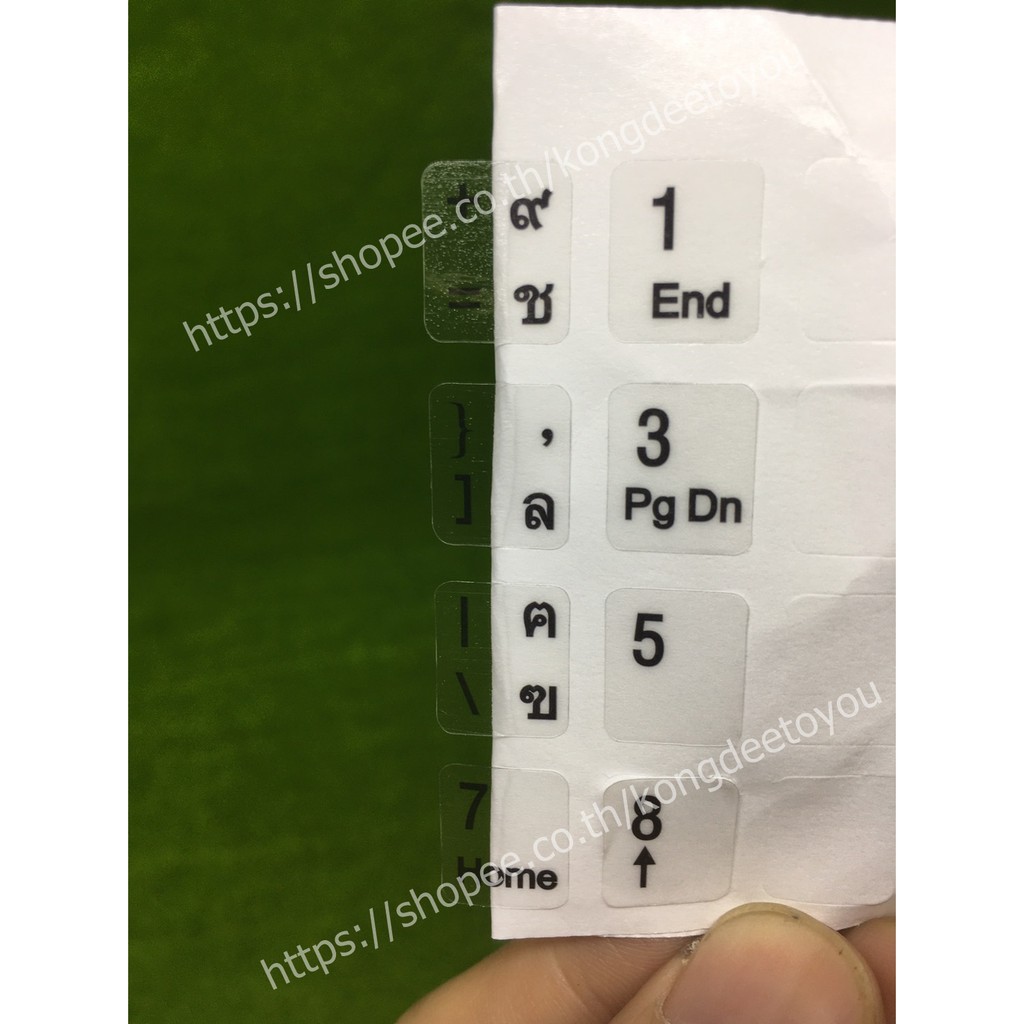 https://shopee.co.th/kongdeetoyou
+ ๙
= ช
1
End
} ,
] ล
3
Pg Dn
| ฅ
\ ฃ
5
7
Home
8
↑
https://shopee.co.th/kongdeetoyou